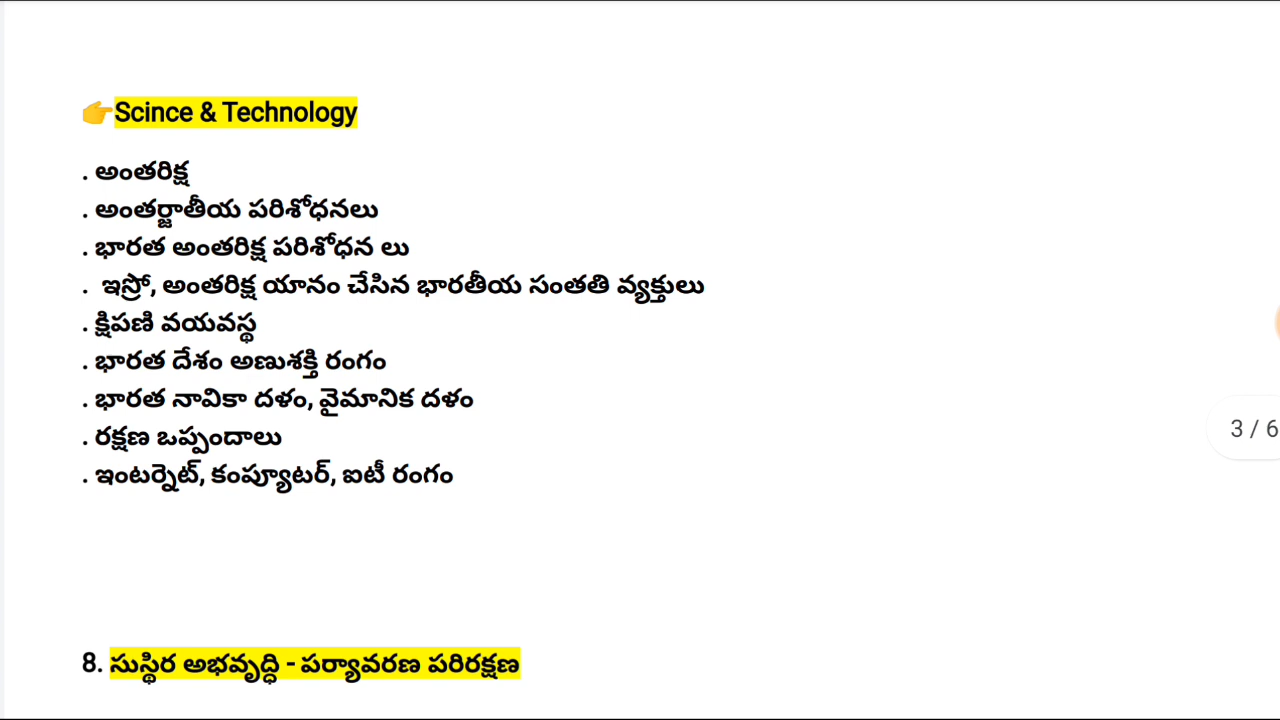 👉Scince & Technology
. అంతరిక్ష
. అంతర్జాతీయ పరిశోధనలు
. భారత అంతరిక్ష పరిశోధన లు
.  ఇస్రో, అంతరిక్ష యానం చేసిన భారతీయ సంతతి వ్యక్తులు
. క్షిపణి వయవస్థ
. భారత దేశం అణుశక్తి రంగం
. భారత నావికా దళం, వైమానిక దళం
. రక్షణ ఒప్పందాలు
. ఇంటర్నెట్, కంప్యూటర్, ఐటీ రంగం
3 / 6
8. సుస్థిర అభవృద్ధి - పర్యావరణ పరిరక్షణ